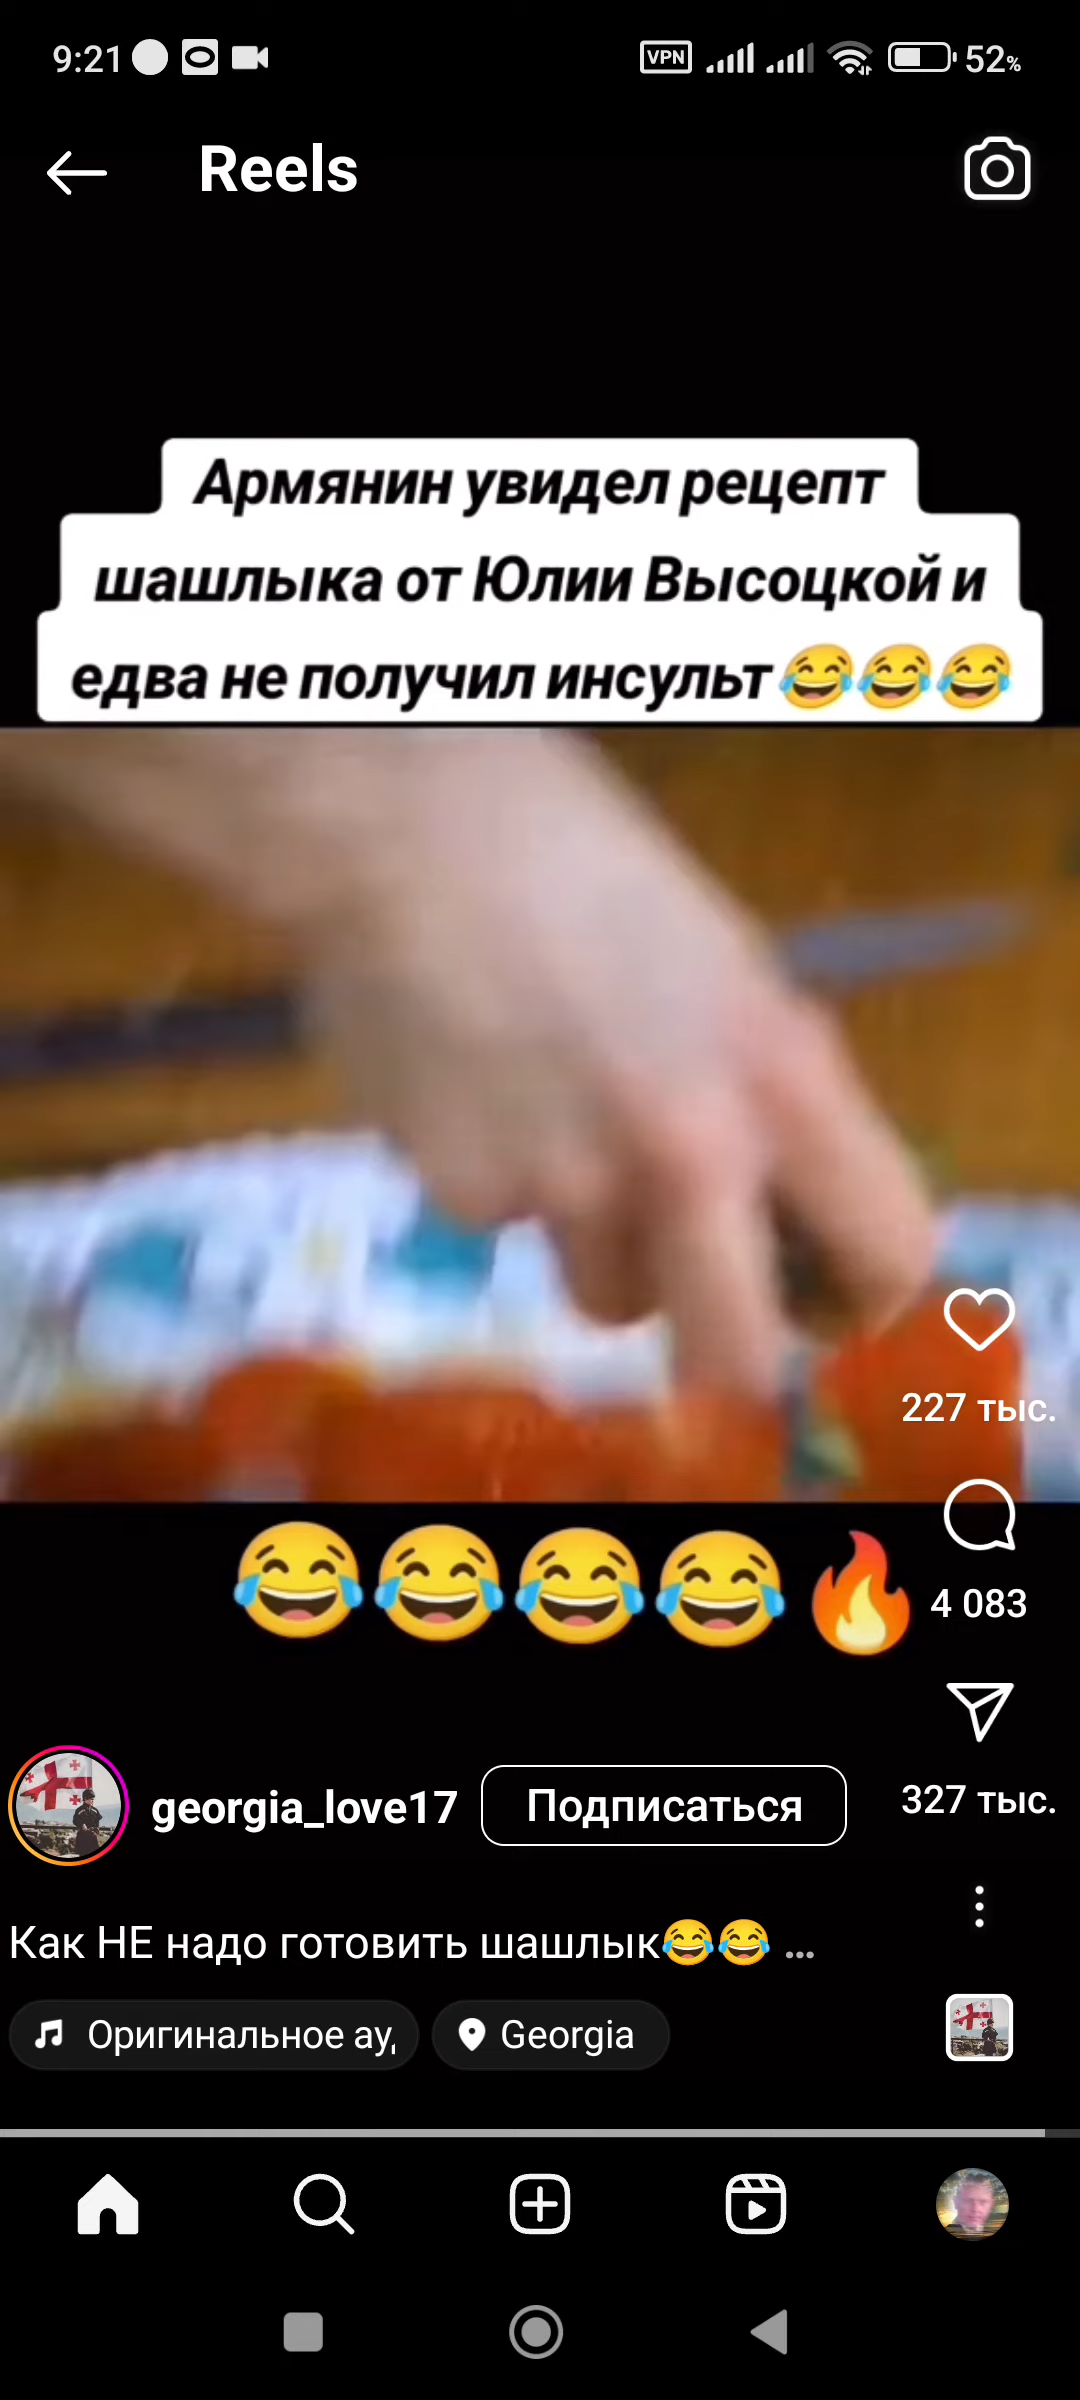 9:21
VPN
52%
Reels
Армянин увидел рецепт
шашлыка от Юлии Высоцкой и
едва не получил инсульт😂😂😂
227 тыс.
😂😂😂😂🔥
4 083
georgia_love17
Подписаться
327 тыс.
Как НЕ надо готовить шашлык😂😂 ...
Оригинальное ау
Georgia